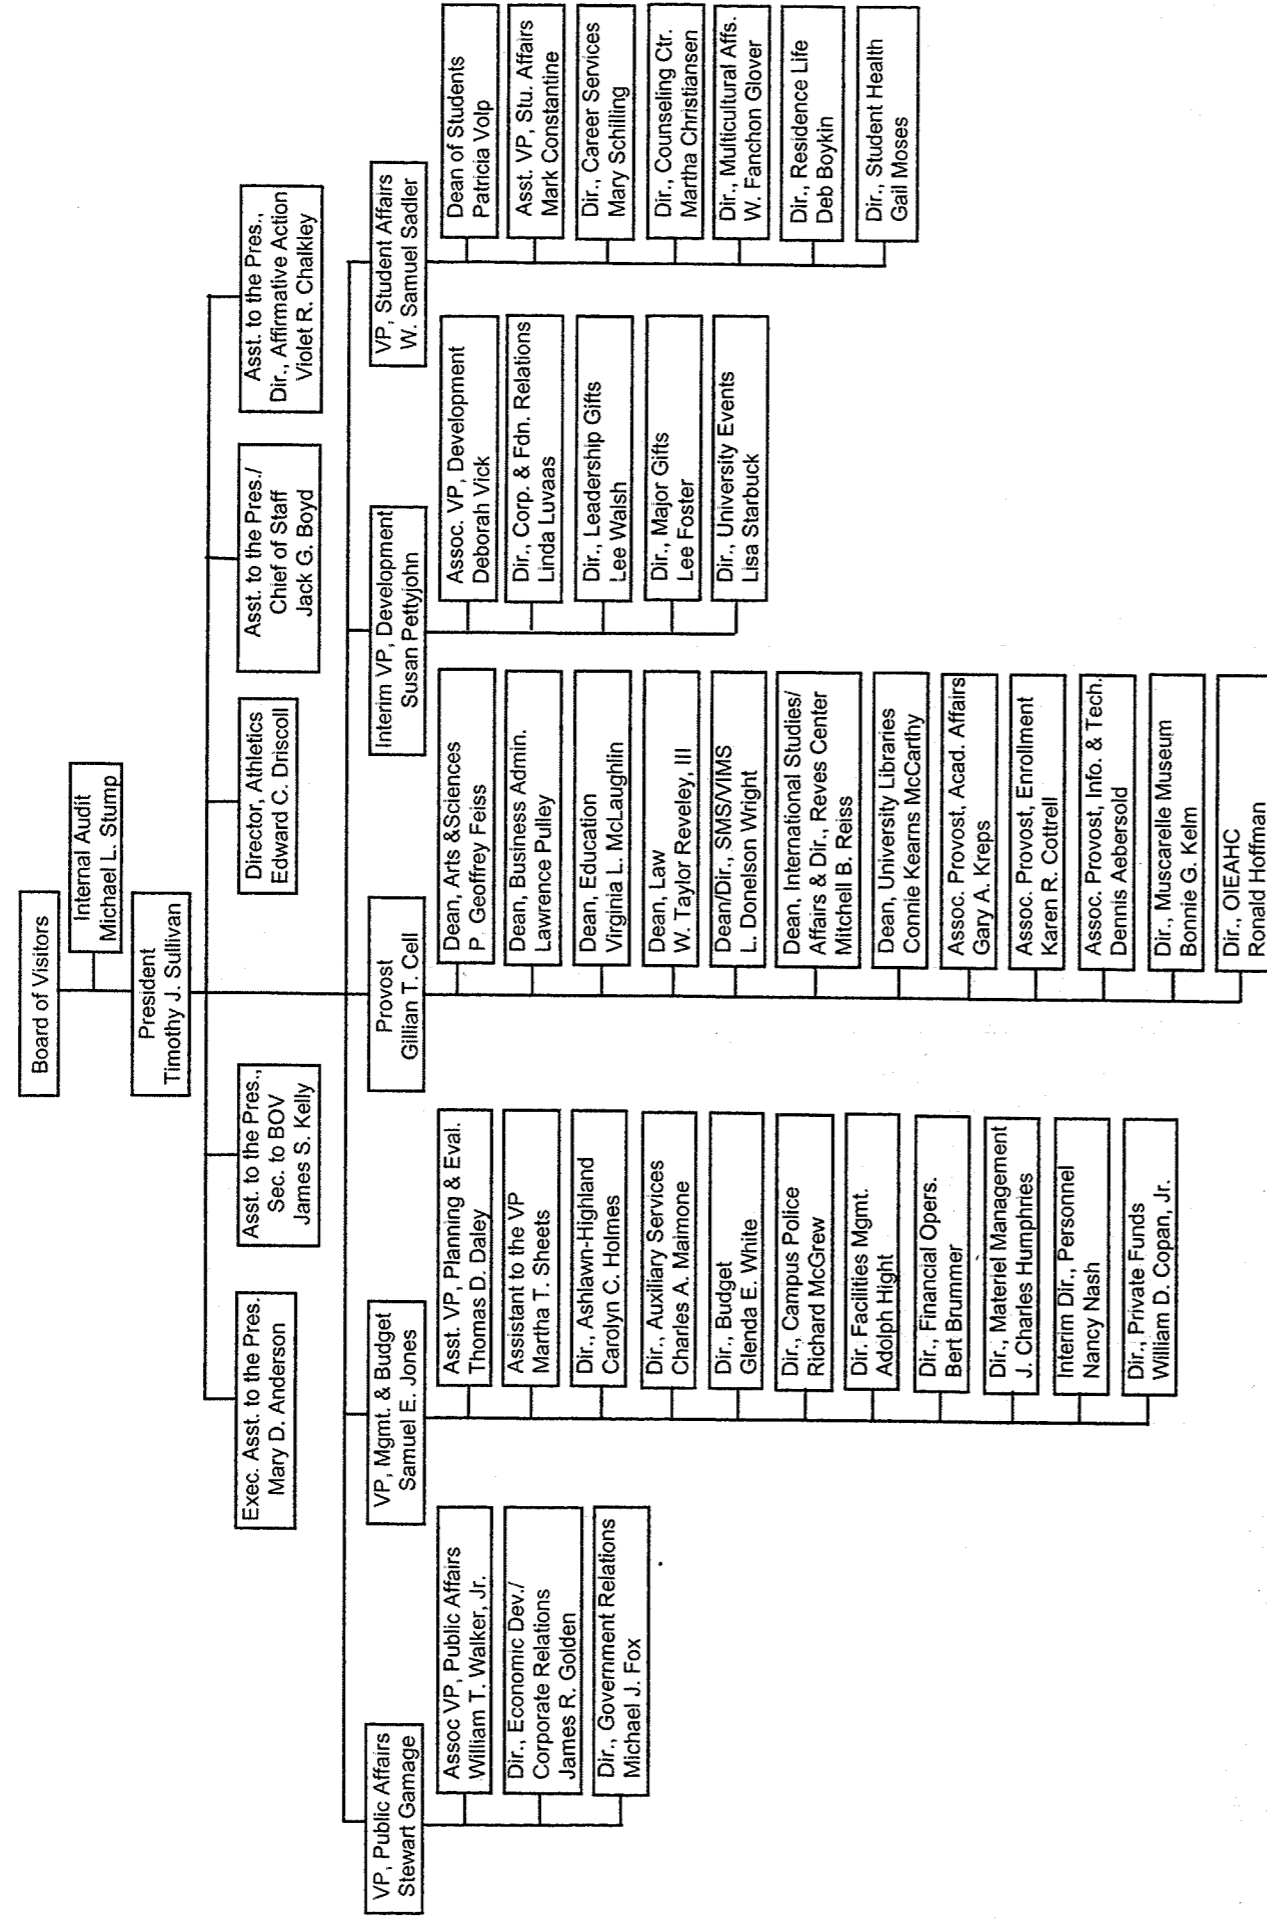 Board of Visitors
Internal Audit
Michael L. Stump
President
Timothy J. Sullivan
Exec. Asst. to the Pres.
Mary D. Anderson
Asst. to the Pres.,
Sec. to BOV
James S. Kelly
Director, Athletics
Edward C. Driscoll
Asst. to the Pres./
Chief of Staff
Jack G. Boyd
Asst. to the Pres.,
Dir., Affirmative Action
Violet R. Chalkley
VP, Public Affairs
Stewart Gamage
Assoc VP, Public Affairs
William T. Walker, Jr.
Dir., Economic Dev./
Corporate Relations
James R. Golden
Dir., Government Relations
Michael J. Fox
VP, Mgmt. & Budget
Samuel E. Jones
Asst. VP, Planning & Eval.
Thomas D. Daley
Assistant to the VP
Martha T. Sheets
Dir., Ashlawn-Highland
Carolyn C. Holmes
Dir., Auxiliary Services
Charles A. Maimone
Dir., Budget
Glenda E. White
Dir., Campus Police
Richard McGrew
Dir. Facilities Mgmt.
Adolph Hight
Dir., Financial Opers.
Bert Brummer
Dir., Materiel Management
J. Charles Humphries
Interim Dir., Personnel
Nancy Nash
Dir., Private Funds
William D. Copan, Jr.
Provost
Gillian T. Cell
Dean, Arts &Sciences
P. Geoffrey Feiss
Dean, Business Admin.
Lawrence Pulley
Dean, Education
Virginia L. McLaughlin
Dean, Law
W. Taylor Reveley, III
Dean/Dir., SMS/VIMS
L. Donelson Wright
Dean, International Studies/
Affairs & Dir., Reves Center
Mitchell B. Reiss
Dean, University Libraries
Connie Kearns McCarthy
Assoc. Provost, Acad. Affairs
Gary A. Kreps
Assoc. Provost, Enrollment
Karen R. Cottrell
Assoc. Provost, Info. & Tech.
Dennis Aebersold
Dir., Muscarelle Museum
Bonnie G. Kelm
Dir., OIEAHC
Ronald Hoffman
Interim VP, Development
Susan Pettyjohn
Assoc. VP, Development
Deborah Vick
Dir., Corp. & Fdn. Relations
Linda Luvaas
Dir., Leadership Gifts
Lee Walsh
Dir., Major Gifts
Lee Foster
Dir., University Events
Lisa Starbuck
VP, Student Affairs
W. Samuel Sadler
Dean of Students
Patricia Volp
Asst. VP, Stu. Affairs
Mark Constantine
Dir., Career Services
Mary Schilling
Dir., Counseling Ctr.
Martha Christiansen
Dir., Multicultural Affs.
W. Fanchon Glover
Dir., Residence Life
Deb Boykin
Dir., Student Health
Gail Moses